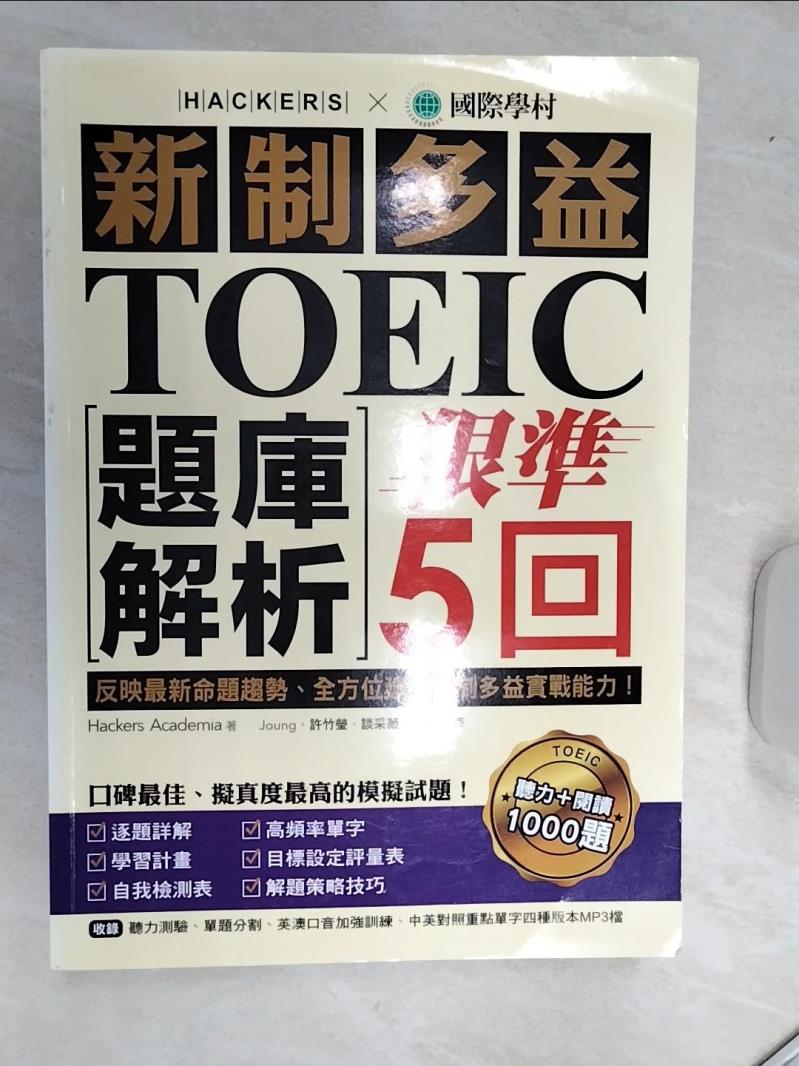 HACKERS × 國際學村
新制多益
TOEIC
題庫
解析
狠準
5回
反映最新命題趨勢、全方位 制多益實戰能力！
Hackers Academia 著 Joung、許竹瑩、談采薇
口碑最佳、擬真度最高的模擬試題！
TOEIC
聽力+閱讀
1000題
逐題詳解 高頻率單字
學習計畫 目標設定評量表
自我檢測表 解題策略技巧
收錄 聽力測驗、單題分割、英澳口音加強訓練、中英對照重點單字四種版本MP3檔